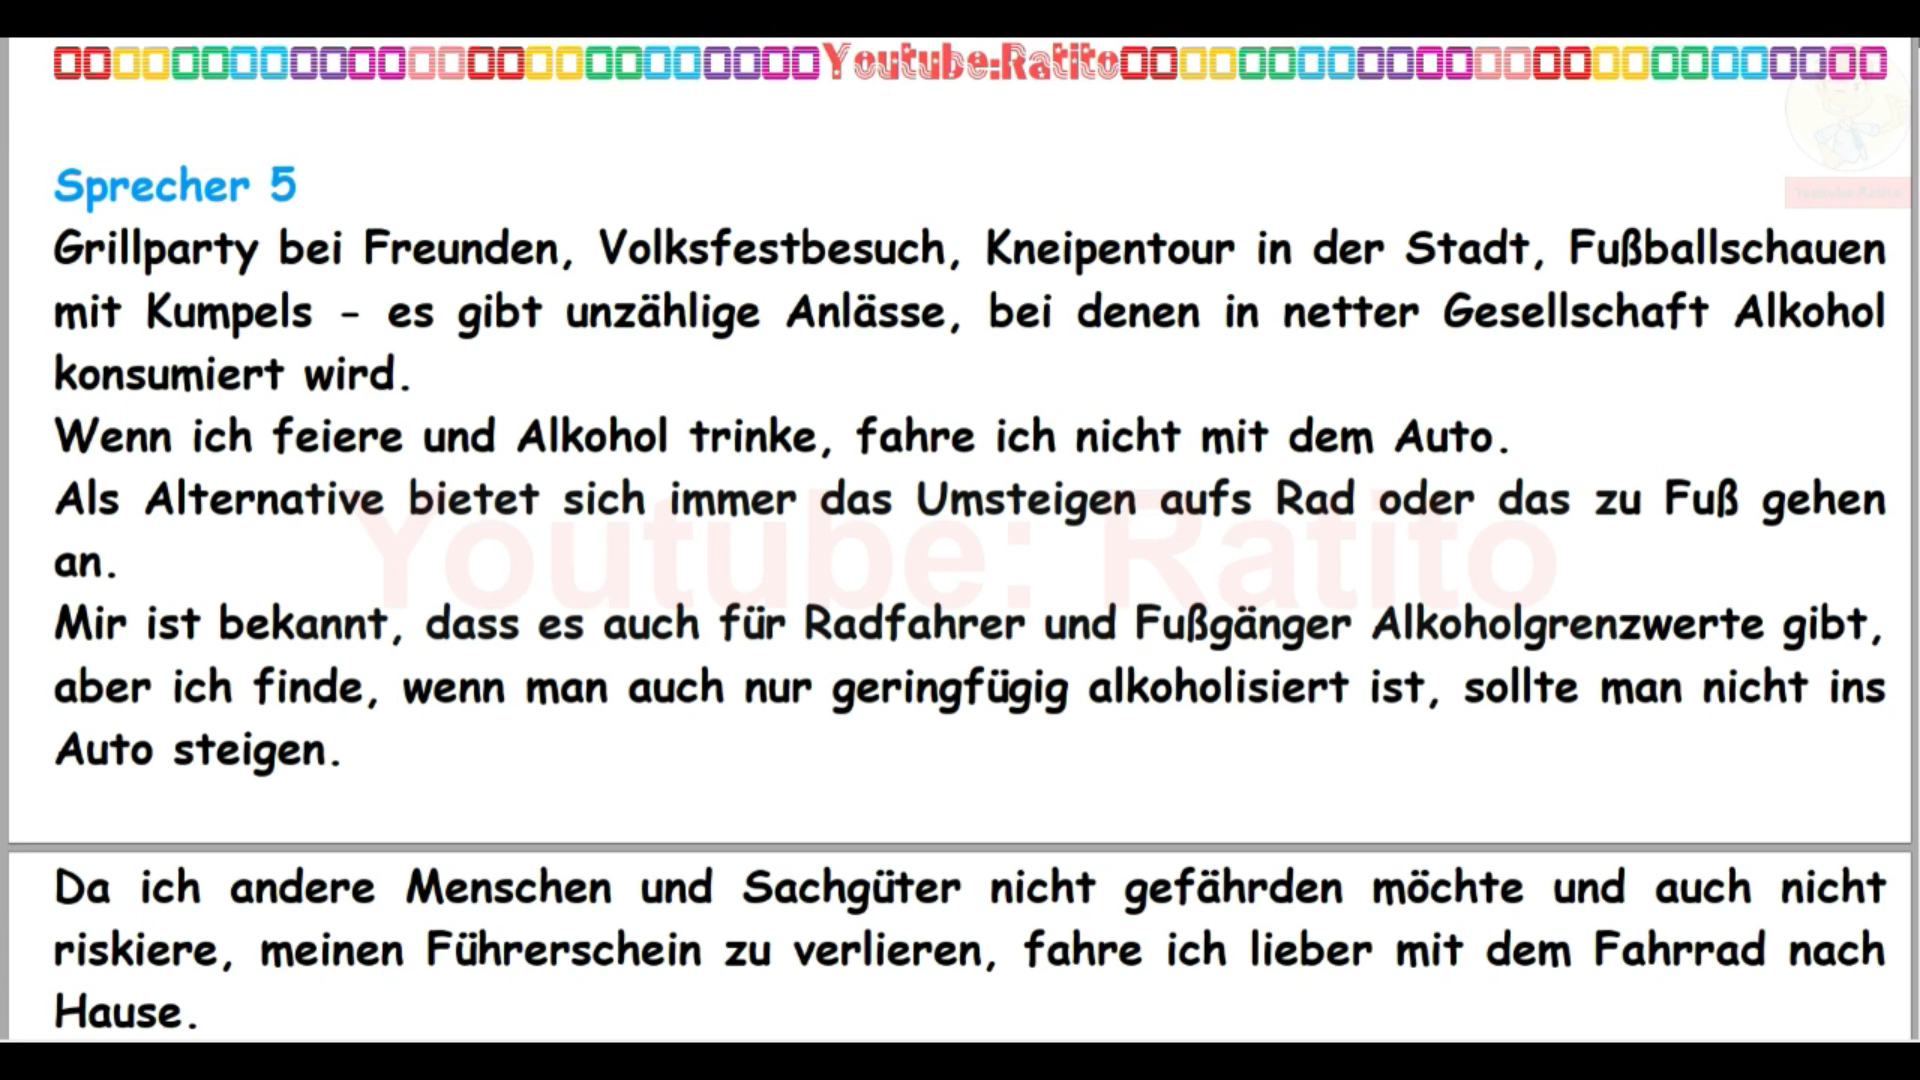 Youtube:Ratito
Sprecher 5
Grillparty bei Freunden, Volksfestbesuch, Kneipentour in der Stadt, Fußballschauen
mit Kumpels - es gibt unzählige Anlässe, bei denen in netter Gesellschaft Alkohol
konsumiert wird.
Wenn ich feiere und Alkohol trinke, fahre ich nicht mit dem Auto.
Als Alternative bietet sich immer das Umsteigen aufs Rad oder das zu Fuß gehen
an.
Youtube: Ratito
Mir ist bekannt, dass es auch für Radfahrer und Fußgänger Alkoholgrenzwerte gibt,
aber ich finde, wenn man auch nur geringfügig alkoholisiert ist, sollte man nicht ins
Auto steigen.
Da ich andere Menschen und Sachgüter nicht gefährden möchte und auch nicht
riskiere, meinen Führerschein zu verlieren, fahre ich lieber mit dem Fahrrad nach
Hause.